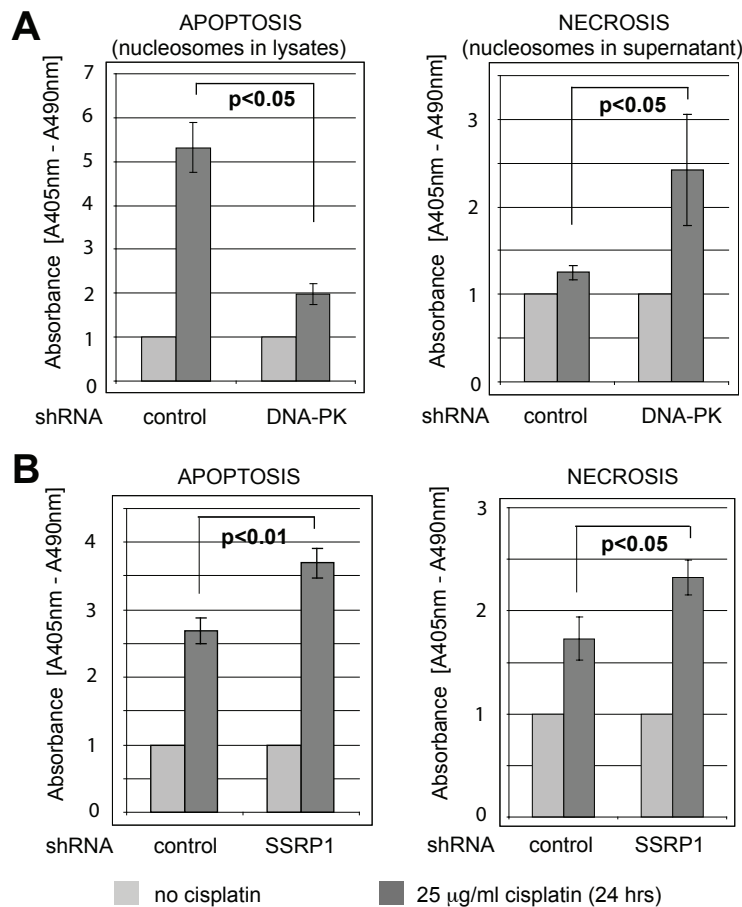 A
APOPTOSIS
(nucleosomes in lysates)
Absorbance [A405nm - A490nm]
7
6
5
4
3
2
1
0
p<0.05
shRNA control DNA-PK
NECROSIS
(nucleosomes in supernatant)
Absorbance [A405nm - A490nm]
3
2
1
0
p<0.05
shRNA control DNA-PK
B
APOPTOSIS
Absorbance [A405nm - A490nm]
4
3
2
1
0
p<0.01
shRNA control SSRP1
NECROSIS
Absorbance [A405nm - A490nm]
3
2
1
0
p<0.05
shRNA control SSRP1
no cisplatin
25 µg/ml cisplatin (24 hrs)